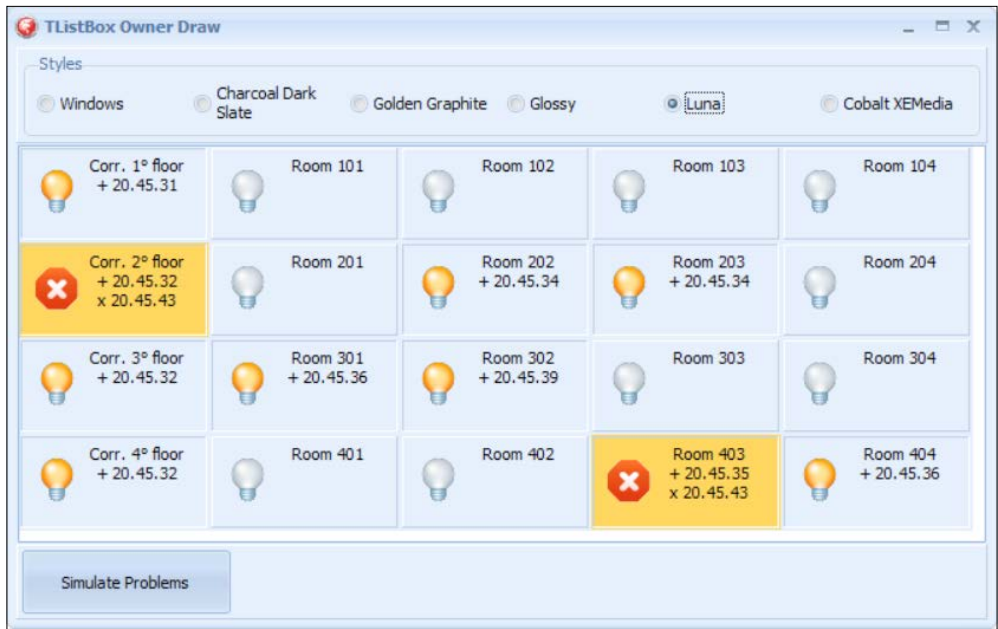 TListBox Owner Draw
Styles
Windows
Charcoal Dark
Slate
Golden Graphite
Glossy
Luna
Cobalt XEMedia
Corr. 1° floor
+ 20.45.31
Room 101
Room 102
Room 103
Room 104
Corr. 2° floor
+ 20.45.32
x 20.45.43
Room 201
Room 202
+ 20.45.34
Room 203
+ 20.45.34
Room 204
Corr. 3° floor
+ 20.45.32
Room 301
+ 20.45.36
Room 302
+ 20.45.39
Room 303
Room 304
Corr. 4° floor
+ 20.45.32
Room 401
Room 402
Room 403
+ 20.45.35
x 20.45.43
Room 404
+ 20.45.36
Simulate Problems